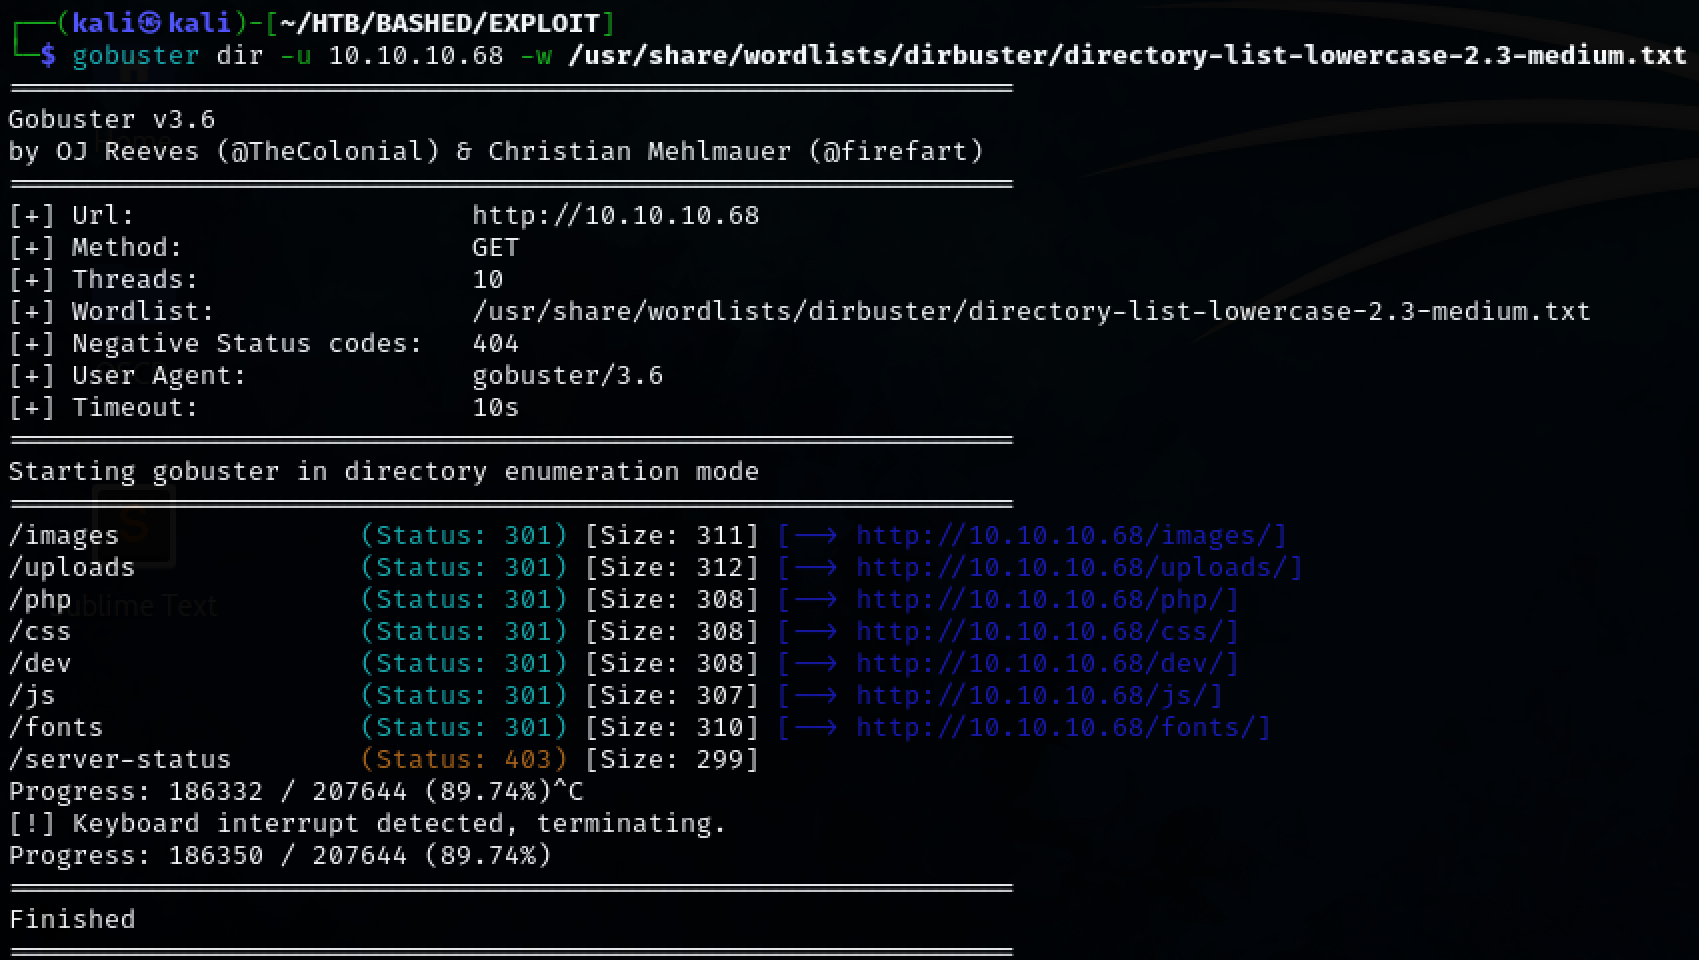 ┌──(kali㉿kali)-[~/HTB/BASHED/EXPLOIT]
└─$ gobuster dir -u 10.10.10.68 -w /usr/share/wordlists/dirbuster/directory-list-lowercase-2.3-medium.txt
===============================================================
Gobuster v3.6
by OJ Reeves (@TheColonial) & Christian Mehlmauer (@firefart)
===============================================================
[+] Url:                     http://10.10.10.68
[+] Method:                  GET
[+] Threads:                 10
[+] Wordlist:                /usr/share/wordlists/dirbuster/directory-list-lowercase-2.3-medium.txt
[+] Negative Status codes:   404
[+] User Agent:              gobuster/3.6
[+] Timeout:                 10s
===============================================================
Starting gobuster in directory enumeration mode
===============================================================
/images               (Status: 301) [Size: 311] [--> http://10.10.10.68/images/]
/uploads              (Status: 301) [Size: 312] [--> http://10.10.10.68/uploads/]
/php                  (Status: 301) [Size: 308] [--> http://10.10.10.68/php/]
/css                  (Status: 301) [Size: 308] [--> http://10.10.10.68/css/]
/dev                  (Status: 301) [Size: 308] [--> http://10.10.10.68/dev/]
/js                   (Status: 301) [Size: 307] [--> http://10.10.10.68/js/]
/fonts                (Status: 301) [Size: 310] [--> http://10.10.10.68/fonts/]
/server-status        (Status: 403) [Size: 299]
Progress: 186332 / 207644 (89.74%)^C
[!] Keyboard interrupt detected, terminating.
Progress: 186350 / 207644 (89.74%)
===============================================================
Finished
===============================================================